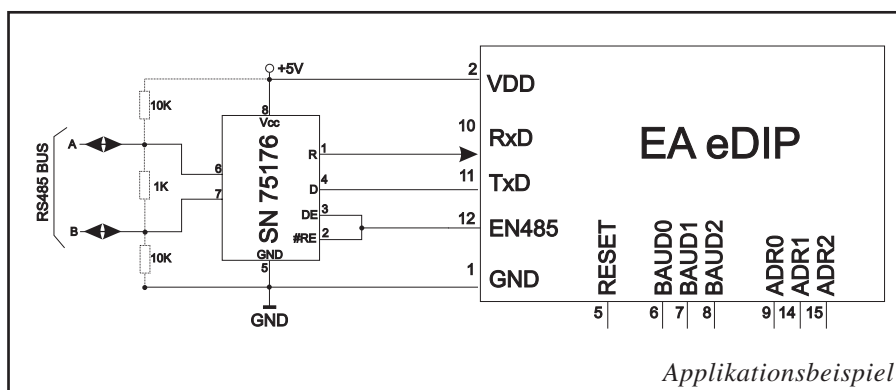 +5V
10K
A
1K
RS485 BUS
B
10K
8
Vcc
6
7
SN 75176
R
1
D
4
DE
3
#RE
2
GND
5
GND
2
VDD
10
RxD
11
TxD
12
EN485
1
GND
EA eDIP
RESET
BAUD0
BAUD1
BAUD2
ADR0
ADR1
ADR2
5
6
7
8
9
14
15
Applikationsbeispiel